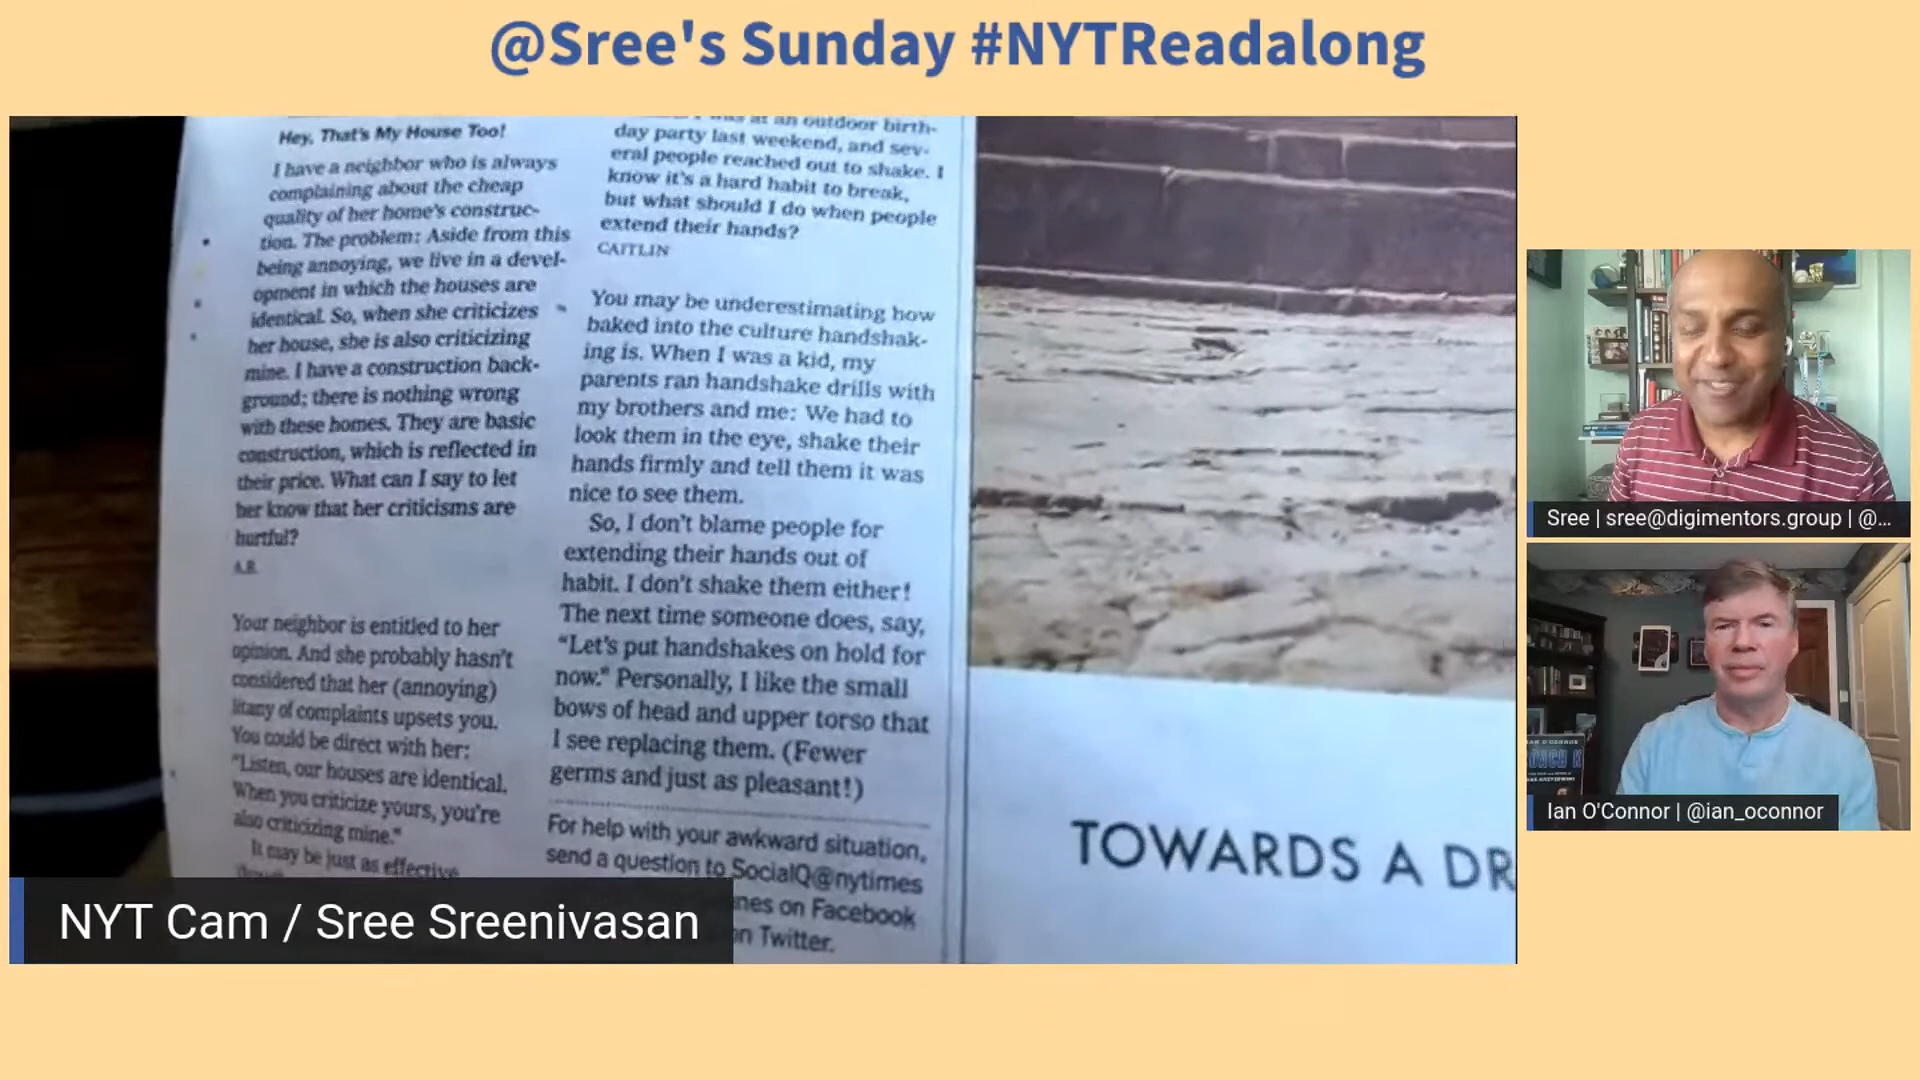 @Sree's Sunday #NYTReadalong
Hey, That's My House Too!
I have a neighbor who is always
complaining about the cheap
quality of her home's construc-
tion. The problem: Aside from this
being annoying, we live in a devel-
opment in which the houses are
identical. So, when she criticizes
her house, she is also criticizing
mine. I have a construction back-
ground; there is nothing wrong
with these homes. They are basic
construction, which is reflected in
their price. What can I say to let
her know that her criticisms are
hurtful?
A.R.
Your neighbor is entitled to her
opinion. And she probably hasn't
considered that her (annoying)
litany of complaints upsets you.
You could be direct with her:
"Listen, our houses are identical.
When you criticize yours, you're
also criticizing mine."
It may be just as effective
was at an outdoor birth-
day party last weekend, and sev-
eral people reached out to shake. I
know it's a hard habit to break,
but what should I do when people
extend their hands?
CAITLIN
You may be underestimating how
baked into the culture handshak-
ing is. When I was a kid, my
parents ran handshake drills with
my brothers and me: We had to
look them in the eye, shake their
hands firmly and tell them it was
nice to see them.
So, I don't blame people for
extending their hands out of
habit. I don't shake them either!
The next time someone does, say,
"Let's put handshakes on hold for
now." Personally, I like the small
bows of head and upper torso that
I see replacing them. (Fewer
germs and just as pleasant!)
For help with your awkward situation,
send a question to SocialQ@nytimes
nes on Facebook
on Twitter.
TOWARDS A DR
NYT Cam / Sree Sreenivasan
Sree | sree@digimentors.group | @...
IAN O'CONNOR
COACH K
Ian O'Connor | @ian_oconnor